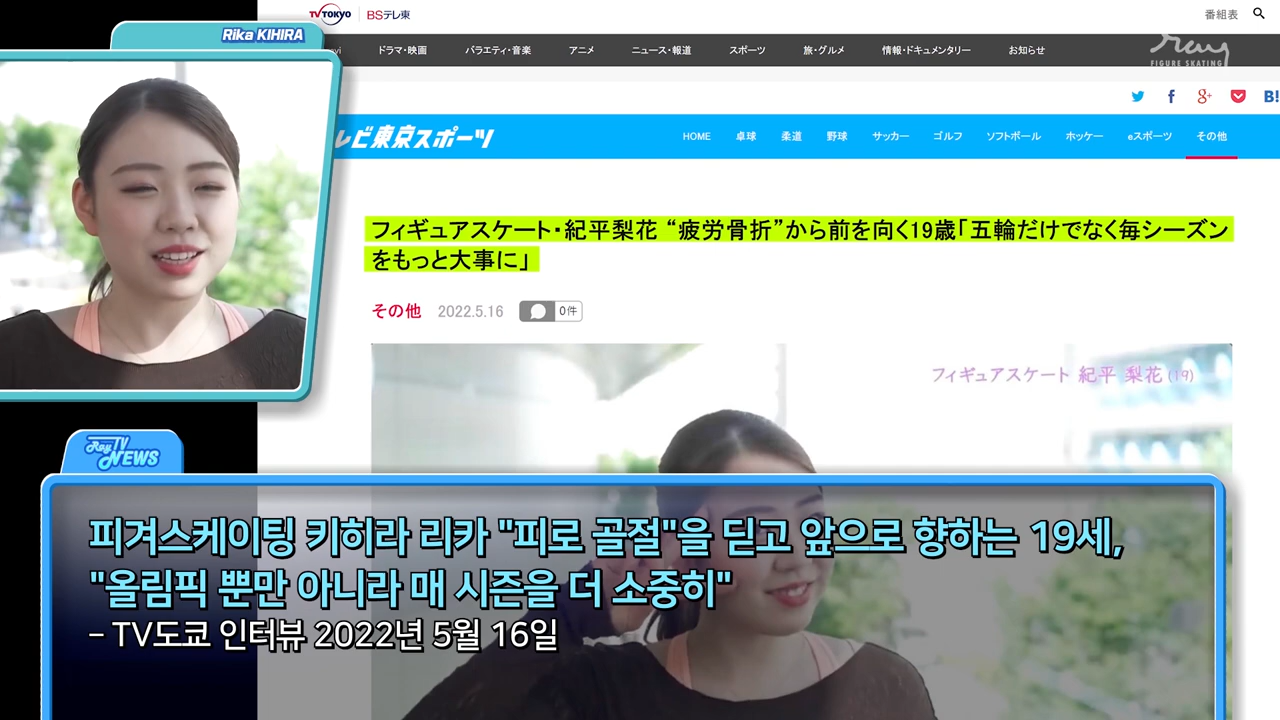 Rika KIHIRA
TV TOKYO
BSテレ東
番組表
ドラマ・映画
バラエティ・音楽
アニメ
ニュース・報道
スポーツ
旅・グルメ
情報・ドキュメンタリー
お知らせ
ray
FIGURE SKATING
B!
レビ東京スポーツ
HOME
卓球
柔道
野球
サッカー
ゴルフ
ソフトボール
ホッケー
eスポーツ
その他
フィギュアスケート・紀平梨花 “疲労骨折”から前を向く19歳「五輪だけでなく毎シーズン
をもっと大事に」
その他
2022.5.16
0件
フィギュアスケート 紀平 梨花(19)
RayTV
NEWS
피겨스케이팅 키히라 리카 "피로 골절"을 딛고 앞으로 향하는 19세,
"올림픽 뿐만 아니라 매 시즌을 더 소중히"
– TV도쿄 인터뷰 2022년 5월 16일